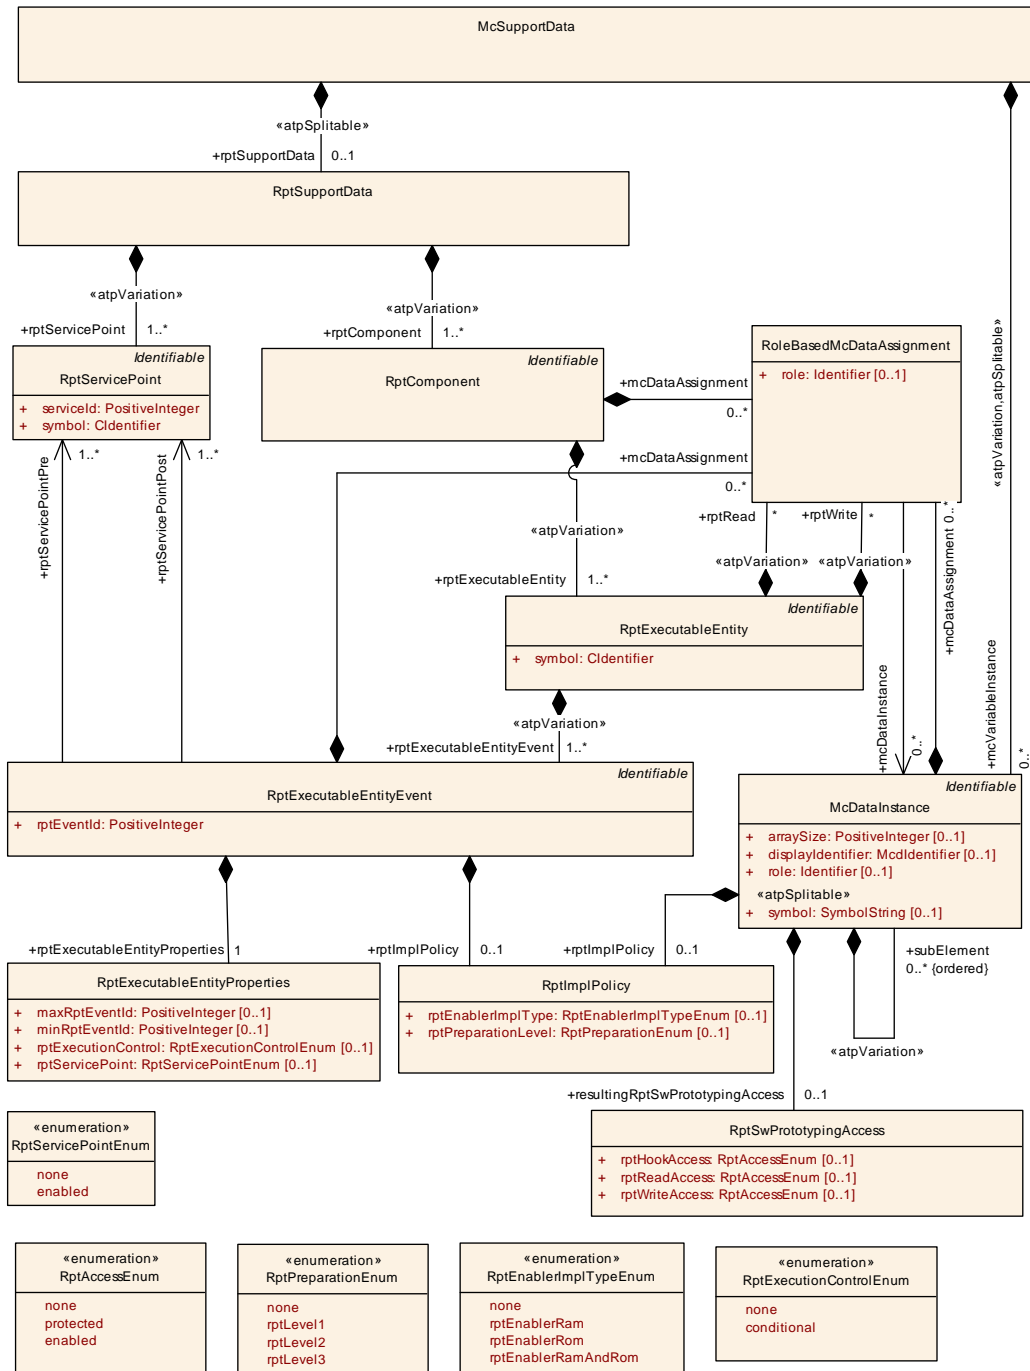 McSupportData
«atpSplitable»
+rptSupportData 0..1
RptSupportData
«atpVariation»
+rptServicePoint 1..*
«atpVariation»
+rptComponent 1..*
«atpVariation,atpSplitable»
+mcVariableInstance
0..*
Identifiable
RptServicePoint
+ serviceId: PositiveInteger
+ symbol: CIdentifier
1..*
1..*
+rptServicePointPre
+rptServicePointPost
Identifiable
RptComponent
+mcDataAssignment
0..*
RoleBasedMcDataAssignment
+ role: Identifier [0..1]
+mcDataAssignment
0..*
«atpVariation»
+rptExecutableEntity 1..*
+rptRead *
«atpVariation»
+rptWrite *
«atpVariation»
+mcDataAssignment 0..*
+mcDataInstance
0..*
Identifiable
RptExecutableEntity
+ symbol: CIdentifier
«atpVariation»
+rptExecutableEntityEvent 1..*
Identifiable
RptExecutableEntityEvent
+ rptEventId: PositiveInteger
Identifiable
McDataInstance
+ arraySize: PositiveInteger [0..1]
+ displayIdentifier: McdIdentifier [0..1]
+ role: Identifier [0..1]
«atpSplitable»
+ symbol: SymbolString [0..1]
+rptExecutableEntityProperties 1
+rptImplPolicy 0..1
+rptImplPolicy 0..1
+subElement
0..* {ordered}
«atpVariation»
RptExecutableEntityProperties
+ maxRptEventId: PositiveInteger [0..1]
+ minRptEventId: PositiveInteger [0..1]
+ rptExecutionControl: RptExecutionControlEnum [0..1]
+ rptServicePoint: RptServicePointEnum [0..1]
RptImplPolicy
+ rptEnablerImplType: RptEnablerImplTypeEnum [0..1]
+ rptPreparationLevel: RptPreparationEnum [0..1]
+resultingRptSwPrototypingAccess 0..1
RptSwPrototypingAccess
+ rptHookAccess: RptAccessEnum [0..1]
+ rptReadAccess: RptAccessEnum [0..1]
+ rptWriteAccess: RptAccessEnum [0..1]
«enumeration»
RptServicePointEnum
none
enabled
«enumeration»
RptAccessEnum
none
protected
enabled
«enumeration»
RptPreparationEnum
none
rptLevel1
rptLevel2
rptLevel3
«enumeration»
RptEnablerImplTypeEnum
none
rptEnablerRam
rptEnablerRom
rptEnablerRamAndRom
«enumeration»
RptExecutionControlEnum
none
conditional